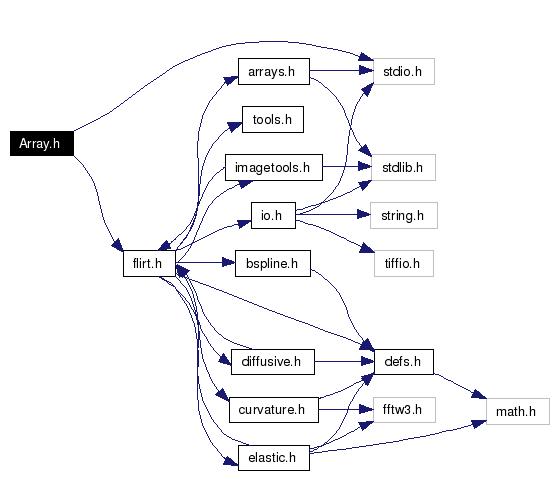 arrays.h
stdio.h
tools.h
Array.h
imagetools.h
stdlib.h
io.h
string.h
flirt.h
bspline.h
tiffio.h
diffusive.h
defs.h
curvature.h
fftw3.h
math.h
elastic.h